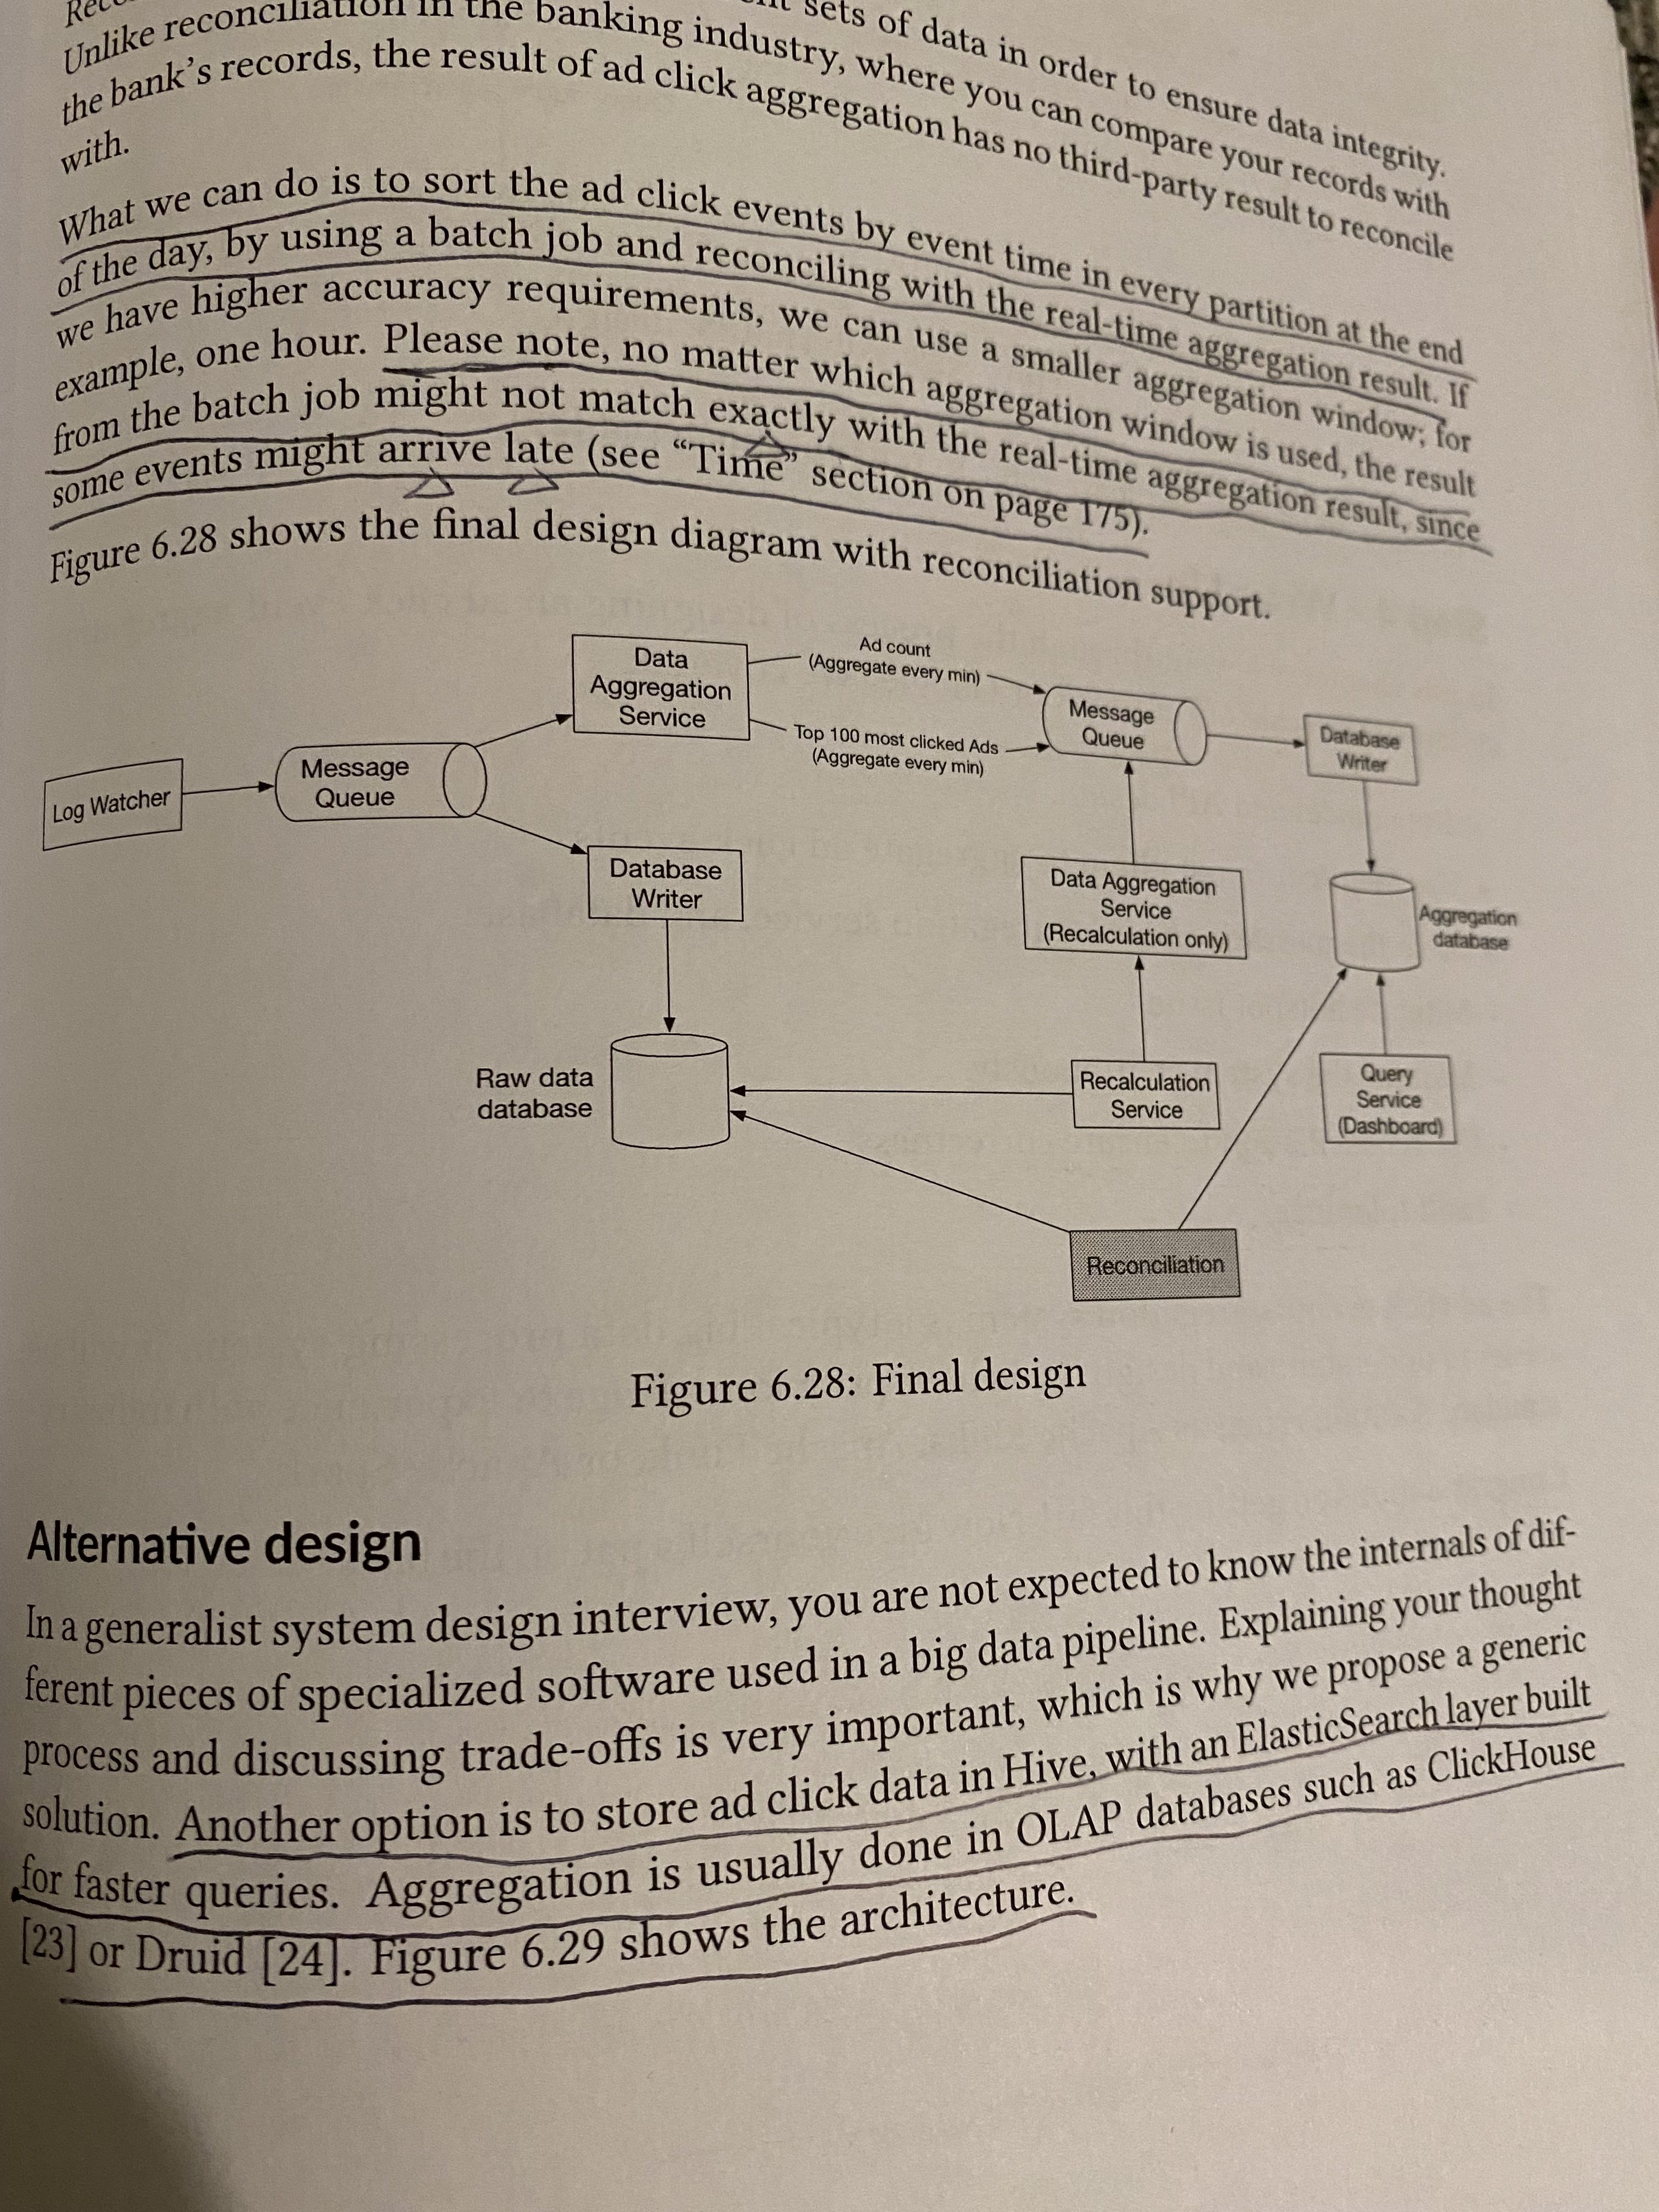 sets of data in order to ensure data integrity.
Unlike reconciliation in the banking industry, where you can compare your records with
the bank's records, the result of ad click aggregation has no third-party result to reconcile
with.
What we can do is to sort the ad click events by event time in every partition at the end
of the day, by using a batch job and reconciling with the real-time aggregation result. If
we have higher accuracy requirements, we can use a smaller aggregation window; for
example, one hour. Please note, no matter which aggregation window is used, the result
from the batch job might not match exactly with the real-time aggregation result, since
some events might arrive late (see “Time” section on page 175).
Figure 6.28 shows the final design diagram with reconciliation support.
Log Watcher
Message
Queue
Data
Aggregation
Service
Ad count
(Aggregate every min)
Top 100 most clicked Ads
(Aggregate every min)
Message
Queue
Database
Writer
Database
Writer
Data Aggregation
Service
(Recalculation only)
Aggregation
database
Raw data
database
Recalculation
Service
Query
Service
(Dashboard)
Reconciliation
Figure 6.28: Final design
Alternative design
In a generalist system design interview, you are not expected to know the internals of dif-
ferent pieces of specialized software used in a big data pipeline. Explaining your thought
process and discussing trade-offs is very important, which is why we propose a generic
solution. Another option is to store ad click data in Hive, with an ElasticSearch layer built
for faster queries. Aggregation is usually done in OLAP databases such as ClickHouse
[23] or Druid [24]. Figure 6.29 shows the architecture.